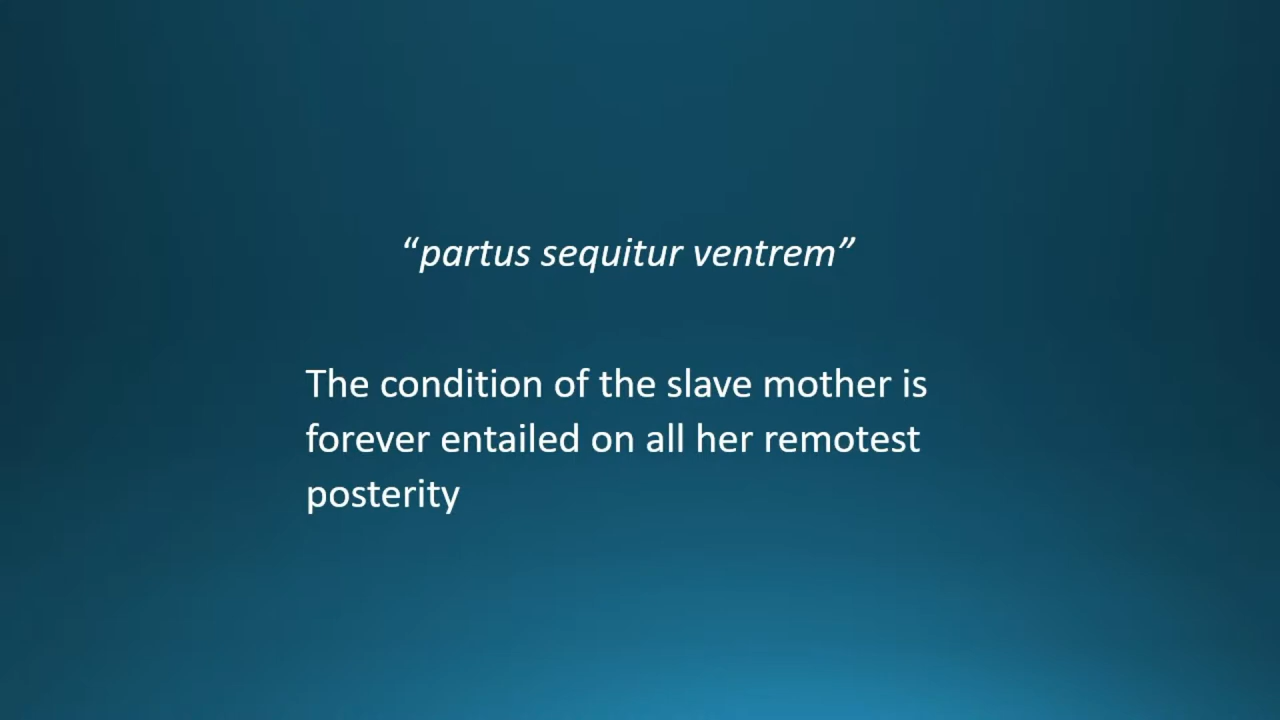 “partus sequitur ventrem”
The condition of the slave mother is
forever entailed on all her remotest
posterity